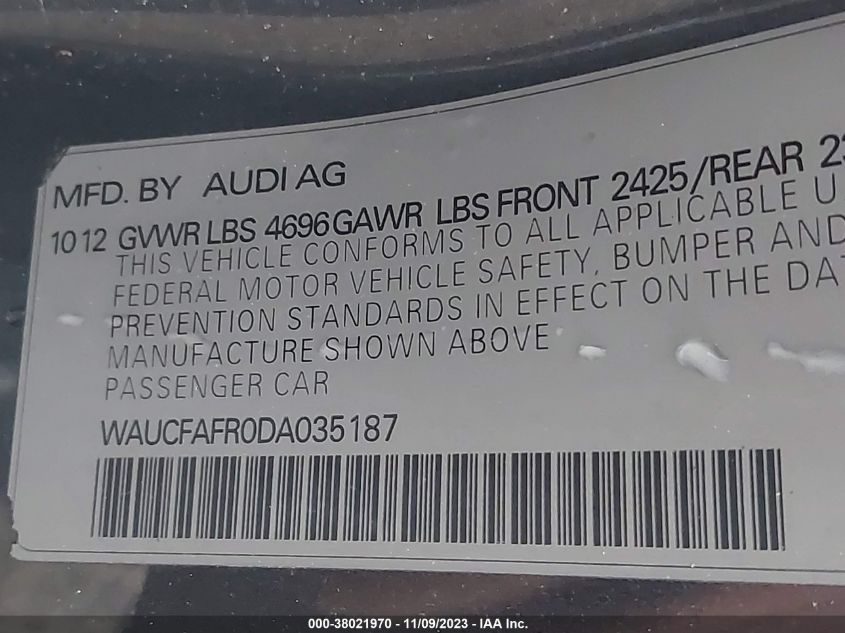 MFD. BY AUDI AG
10 12 GVWR LBS 4696 GAWR LBS FRONT 2425/REAR 23
THIS VEHICLE CONFORMS TO ALL APPLICABLE U
FEDERAL MOTOR VEHICLE SAFETY, BUMPER AND
PREVENTION STANDARDS IN EFFECT ON THE DAT
MANUFACTURE SHOWN ABOVE
PASSENGER CAR
WAUCFAFR0DA035187
000-38021970 - 11/09/2023 - IAA Inc.